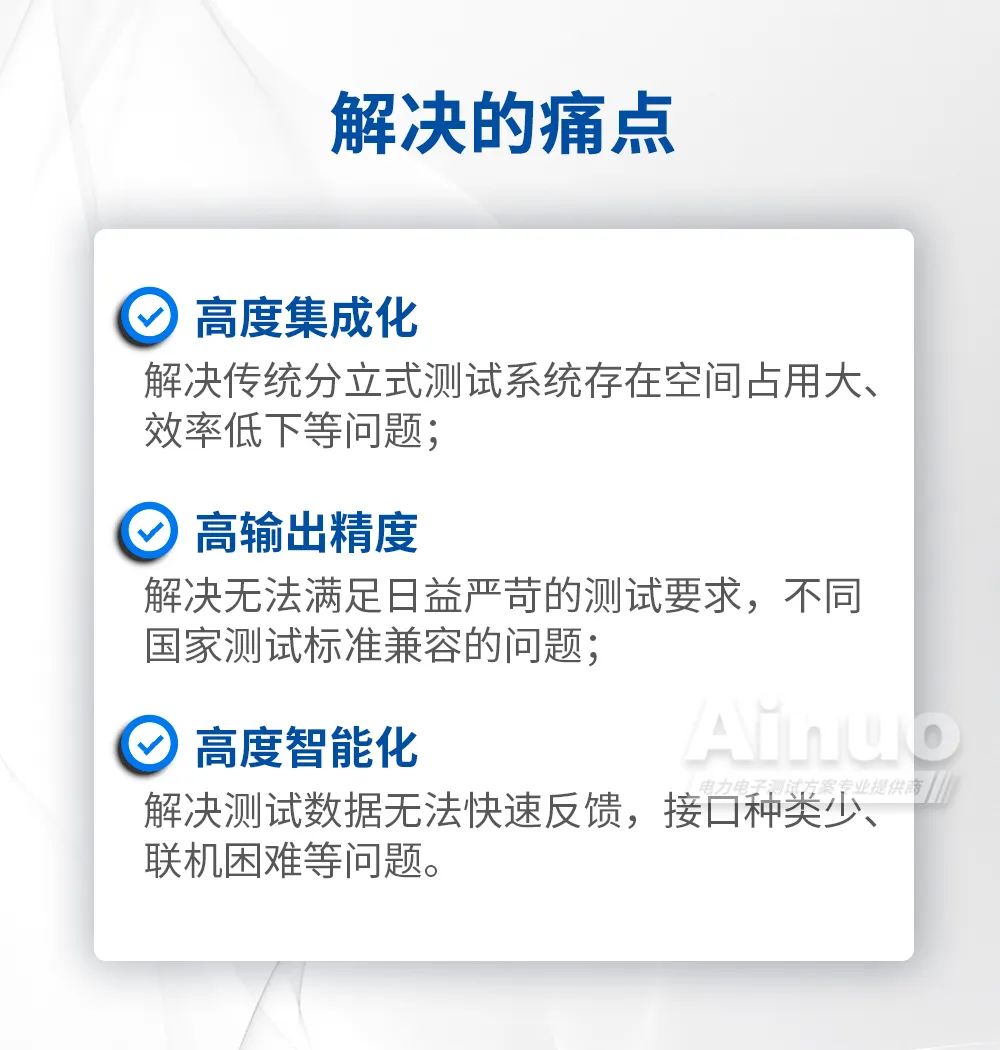 解决的痛点
高度集成化
解决传统分立式测试系统存在空间占用大、
效率低下等问题；
高输出精度
解决无法满足日益严苛的测试要求，不同
国家测试标准兼容的问题；
高度智能化
Ainuo
电力电子测试方案专业提供商
解决测试数据无法快速反馈，接口种类少、
联机困难等问题。